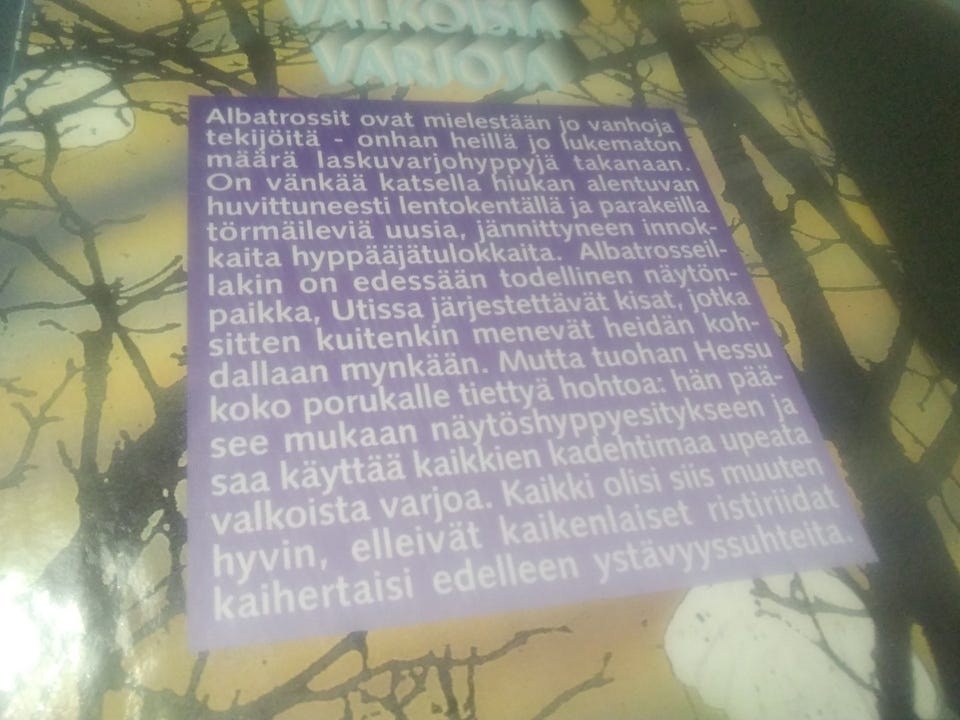 VALKOISIA
VARJOJA
Albatrossit ovat mielestään jo vanhoja
tekijöitä - onhan heillä jo lukematon
määrä laskuvarjohyppyjä takanaan.
On vänkää katsella hiukan alentuvan
huvittuneesti lentokentällä ja parakeilla
törmäileviä uusia, jännittyneen innok-
kaita hyppääjätulokkaita. Albatrosseil-
lakin on edessään todellinen näytön-
paikka, Utissa järjestettävät kisat, jotka
sitten kuitenkin menevät heidän koh-
dallaan mynkään. Mutta tuohan Hessu
koko porukalle tiettyä hohtoa: hän pää-
see mukaan näytöshyppyesitykseen ja
saa käyttää kaikkien kadehtimaa upeata
valkoista varjoa. Kaikki olisi siis muuten
hyvin, elleivät kaikenlaiset ristiriidat
kaihertaisi edelleen ystävyyssuhteita.